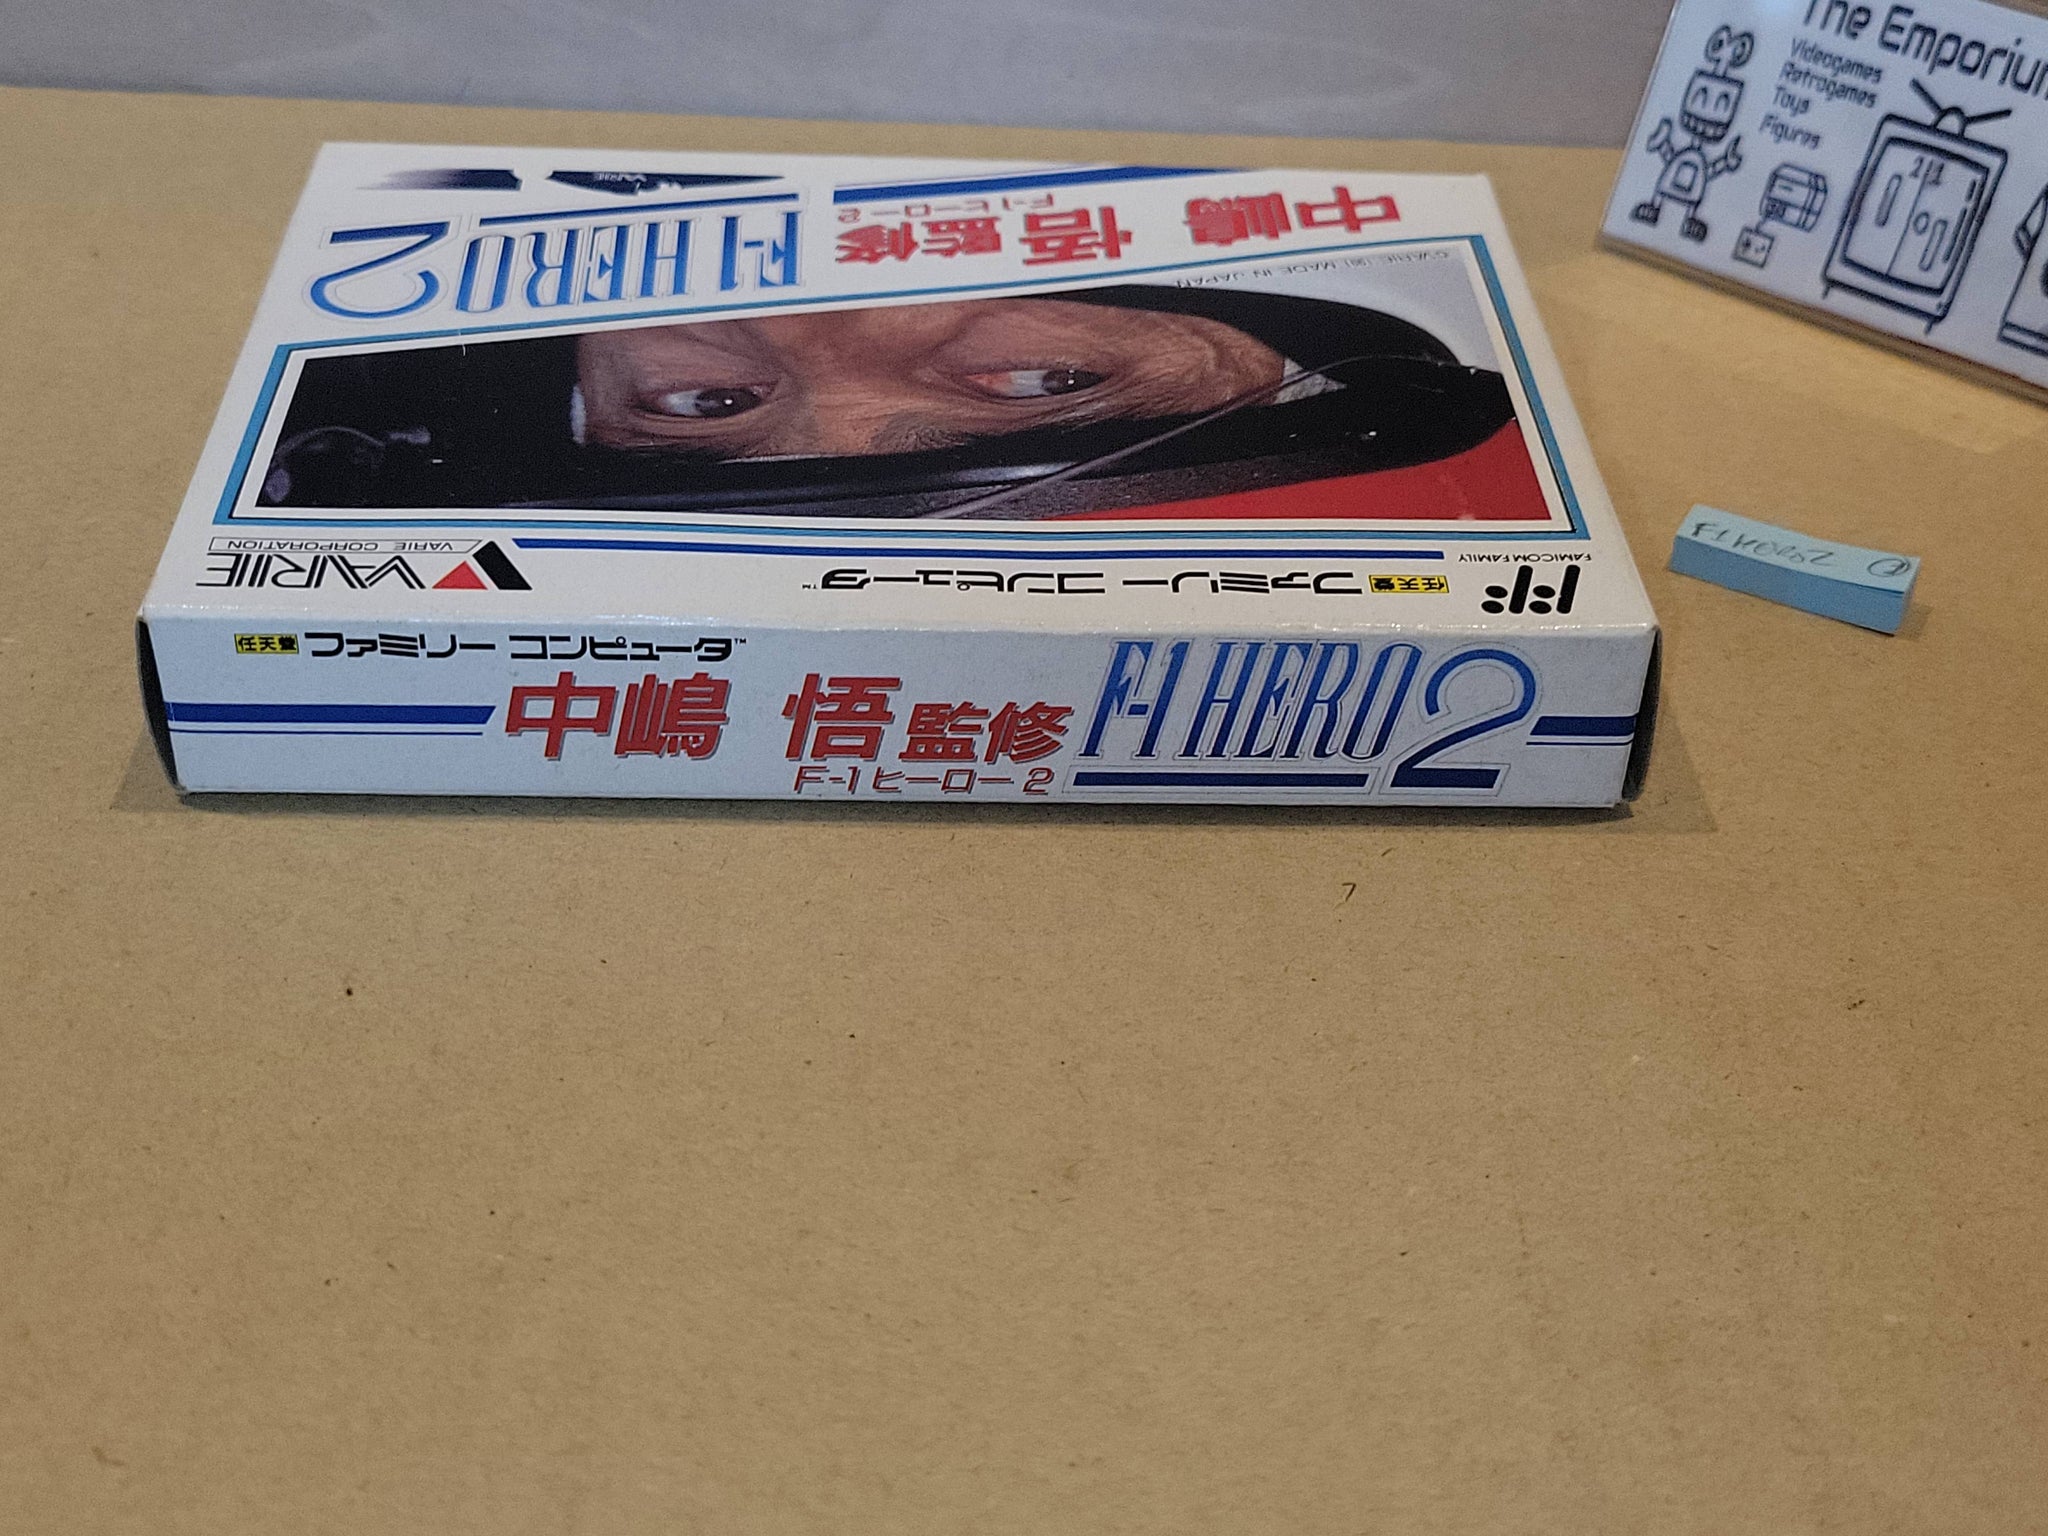 The Emporium
Videogames
Retrogames
Toys
Figures
中嶋 悟 監修
F-1ヒーロー2
F-1 HERO 2
VARIE
©VARIE '91 MADE IN JAPAN
FAMICOM FAMILY
任天堂 ファミリー コンピュータ™
VARIE
VARIE CORPORATION
F1 HERO 2
任天堂 ファミリー コンピュータ™
中嶋 悟 監修
F-1ヒーロー2
F-1 HERO 2